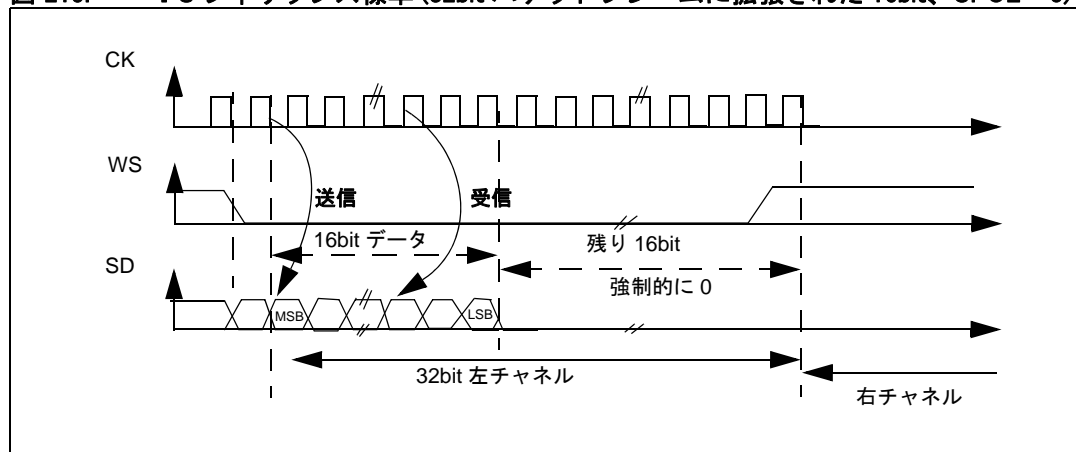 CK
WS
送信
受信
16bit データ
残り 16bit
SD
強制的に 0
MSB
LSB
32bit 左チャネル
右チャネル